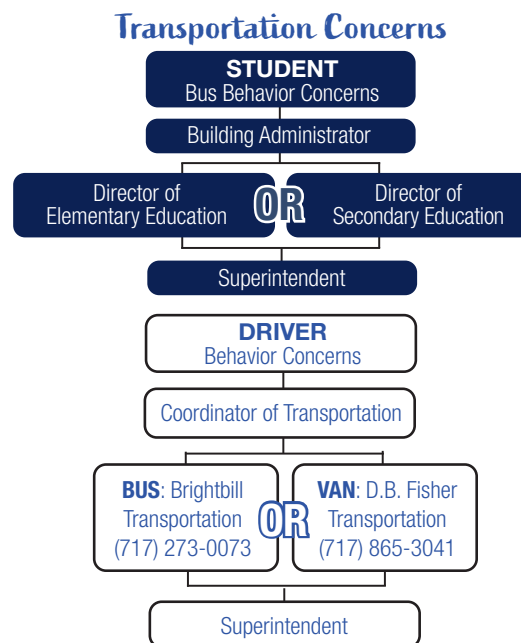 Transportation Concerns
STUDENT
Bus Behavior Concerns
Building Administrator
Director of
Elementary Education
OR
Director of
Secondary Education
Superintendent
DRIVER
Behavior Concerns
Coordinator of Transportation
BUS: Brightbill
Transportation
(717) 273-0073
OR
VAN: D.B. Fisher
Transportation
(717) 865-3041
Superintendent